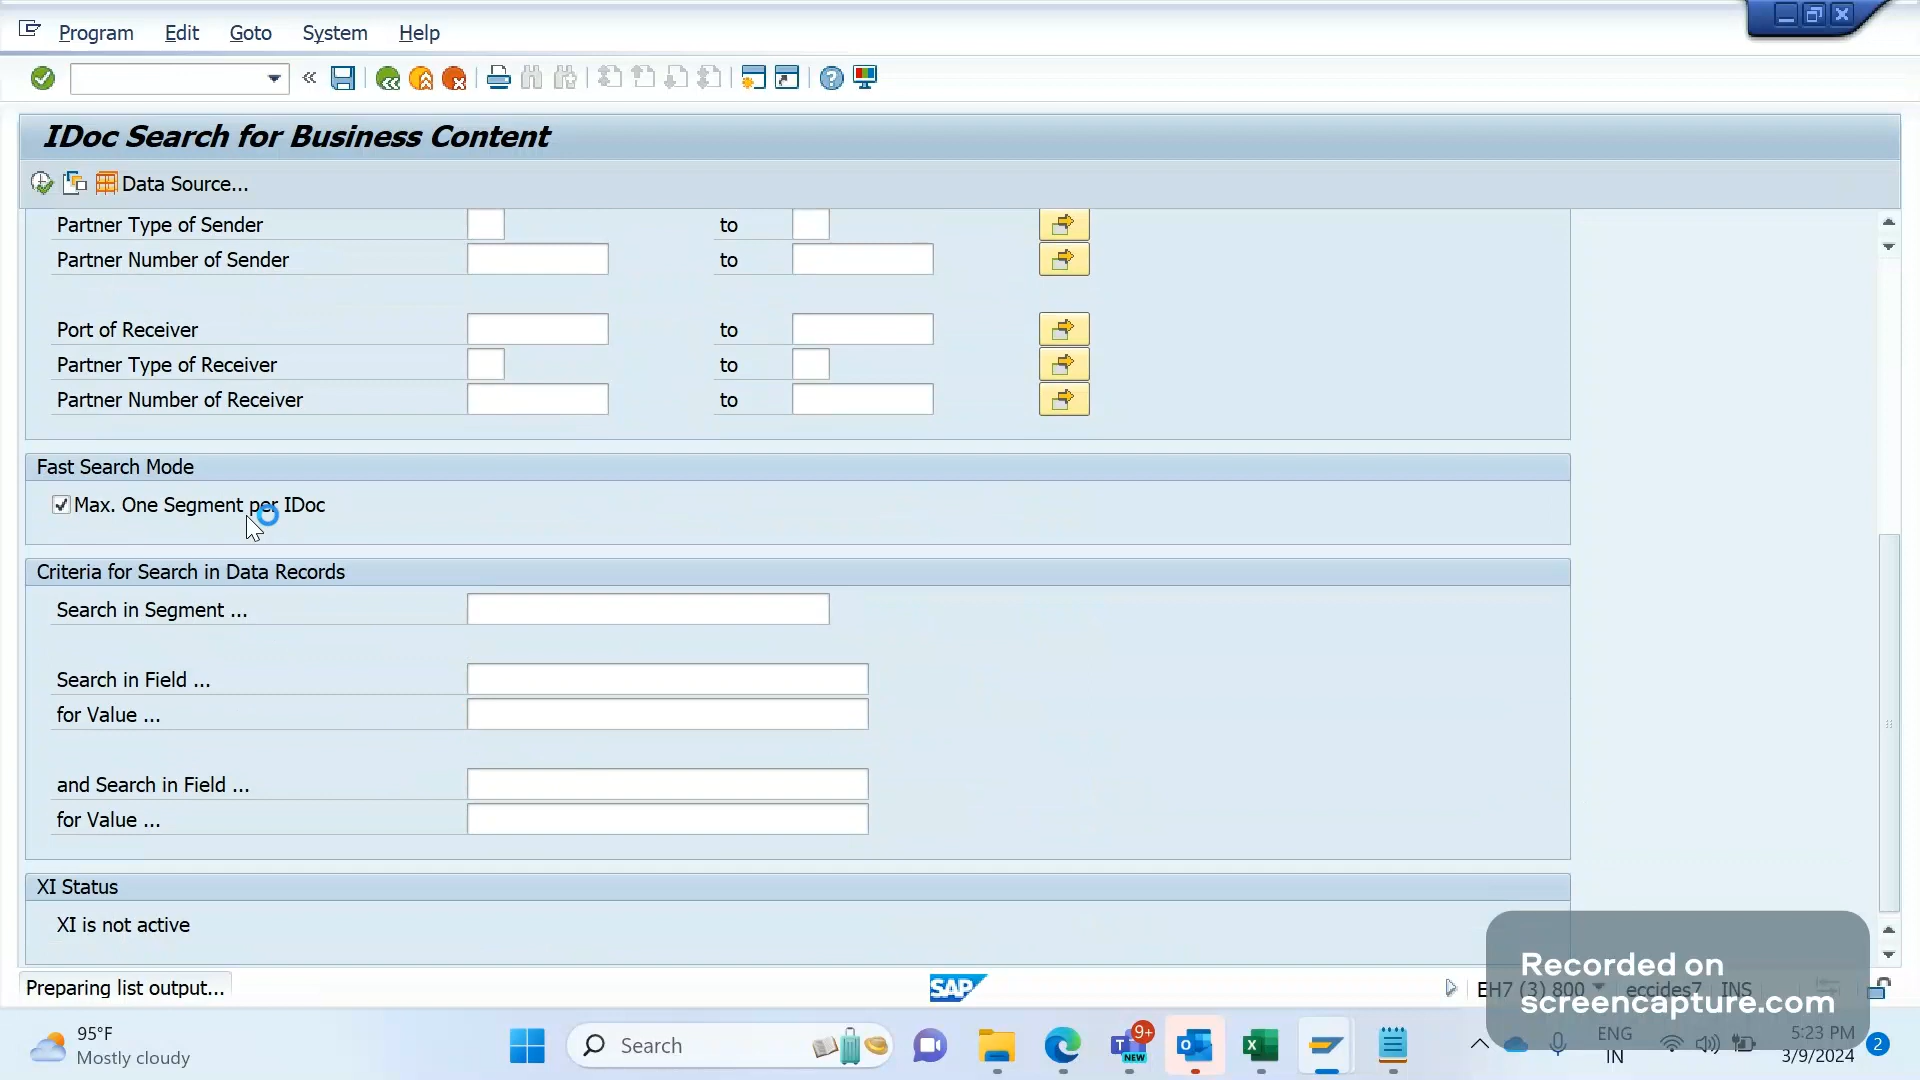 Program Edit Goto System Help
IDoc Search for Business Content
Data Source...
Partner Type of Sender to
Partner Number of Sender to
Port of Receiver to
Partner Type of Receiver to
Partner Number of Receiver to
Fast Search Mode
Max. One Segment per IDoc
Criteria for Search in Data Records
Search in Segment ...
Search in Field ...
for Value ...
and Search in Field ...
for Value ...
XI Status
XI is not active
Preparing list output...
SAP
EH7 (3) 800 eccides7 INS
Recorded on
screencapture.com
95°F
Mostly cloudy
Search
9+
T
NEW
O
X
ENG
IN
5:23 PM
3/9/2024
2